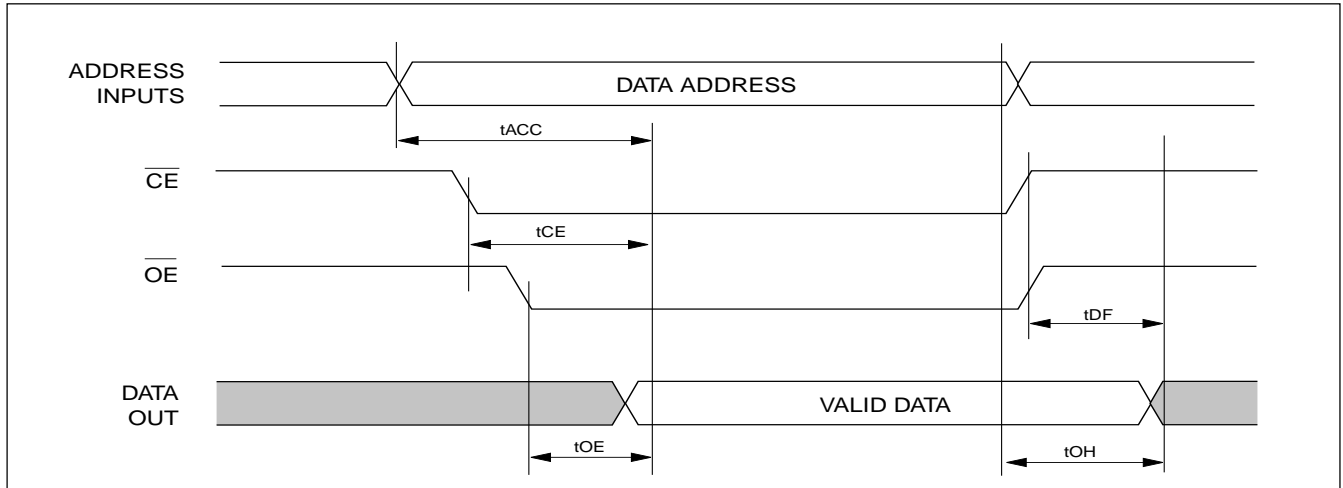 ADDRESS
INPUTS
DATA ADDRESS
tACC
CE
tCE
OE
tDF
DATA
OUT
VALID DATA
tOE
tOH